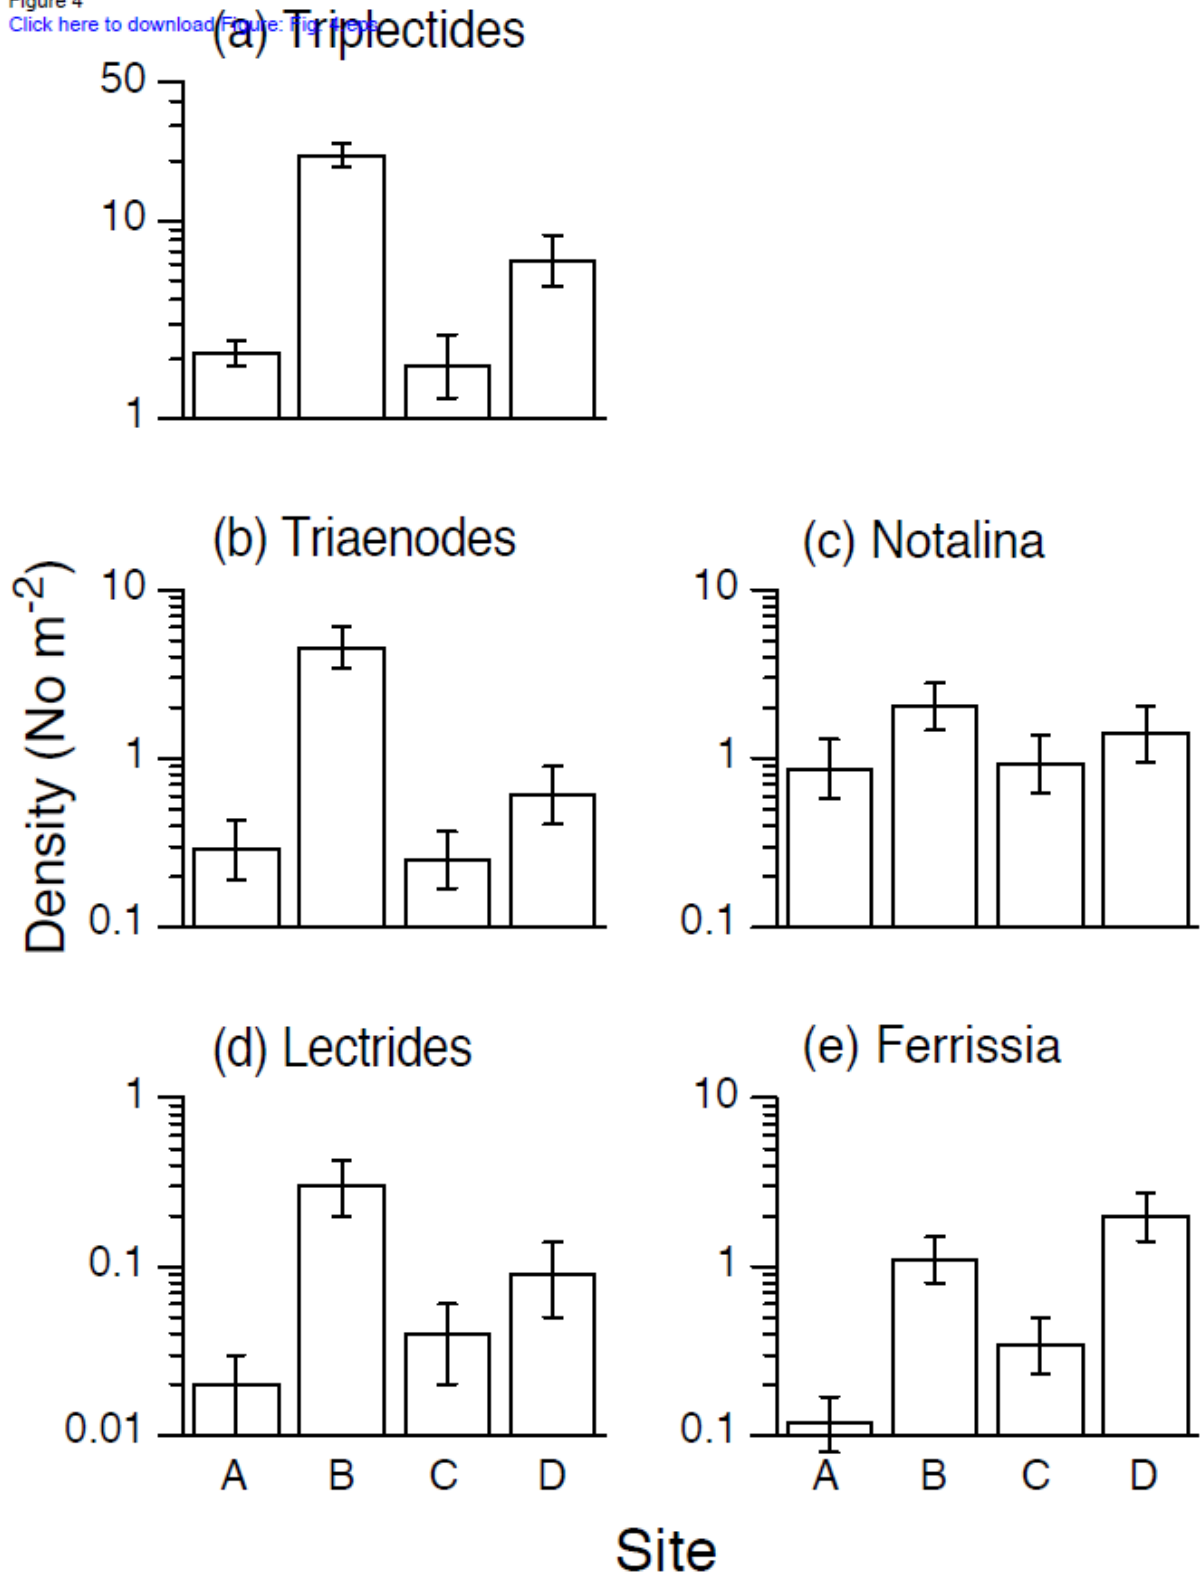 Figure 4
Click here to download Figure: Fig. 4.eps
(a) Triplectides
50
10
1
(b) Triaenodes
10
1
0.1
(c) Notalina
10
1
0.1
Density (No m⁻²)
(d) Lectrides
1
0.1
0.01
A B C D
(e) Ferrissia
10
1
0.1
A B C D
Site